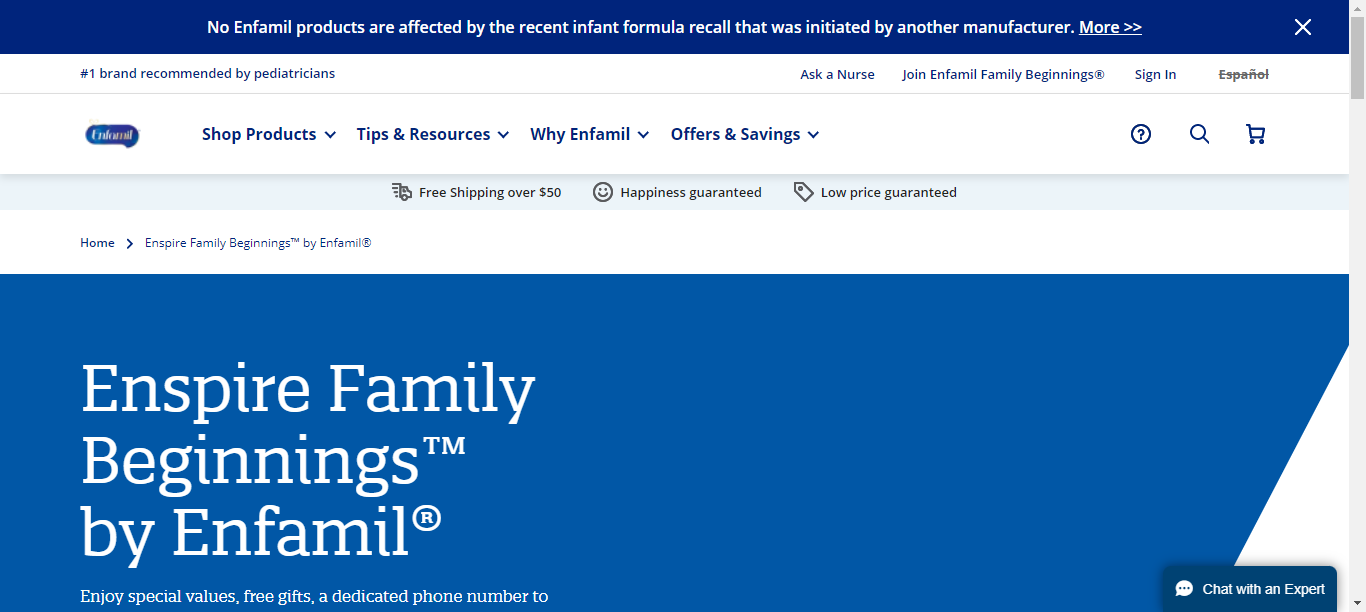 No Enfamil products are affected by the recent infant formula recall that was initiated by another manufacturer. More >>
#1 brand recommended by pediatricians
Ask a Nurse
Join Enfamil Family Beginnings®
Sign In
Español
Enfamil
Shop Products
Tips & Resources
Why Enfamil
Offers & Savings
Free Shipping over $50
Happiness guaranteed
Low price guaranteed
Home
Enspire Family Beginnings™ by Enfamil®
Enspire Family
Beginnings™
by Enfamil®
Enjoy special values, free gifts, a dedicated phone number to
Chat with an Expert